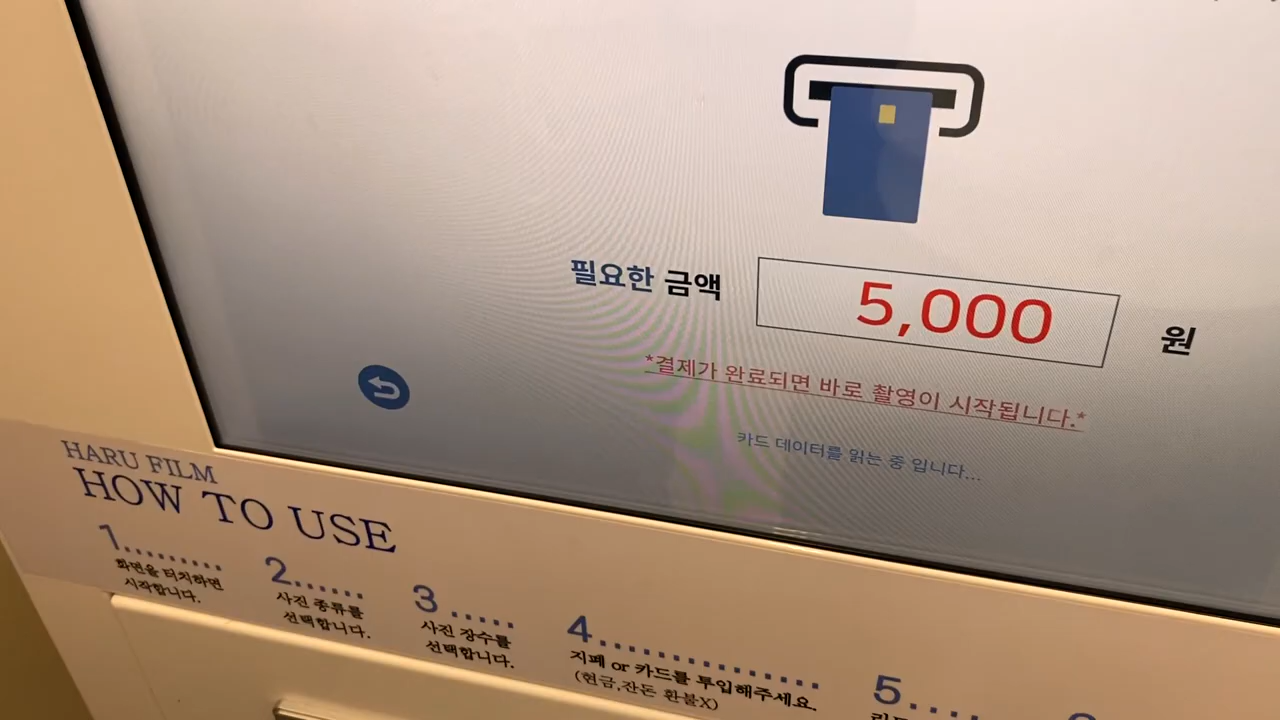 필요한 금액 5,000 원
*결제가 완료되면 바로 촬영이 시작됩니다.*
카드 데이터를 읽는 중 입니다...
HARU FILM
HOW TO USE
1.........
화면을 터치하면
시작합니다.
2......
사진 종류를
선택합니다.
3.....
사진 장수를
선택합니다.
4..............
지폐 or 카드를 투입해주세요.
(현금,잔돈 환불X)
5....